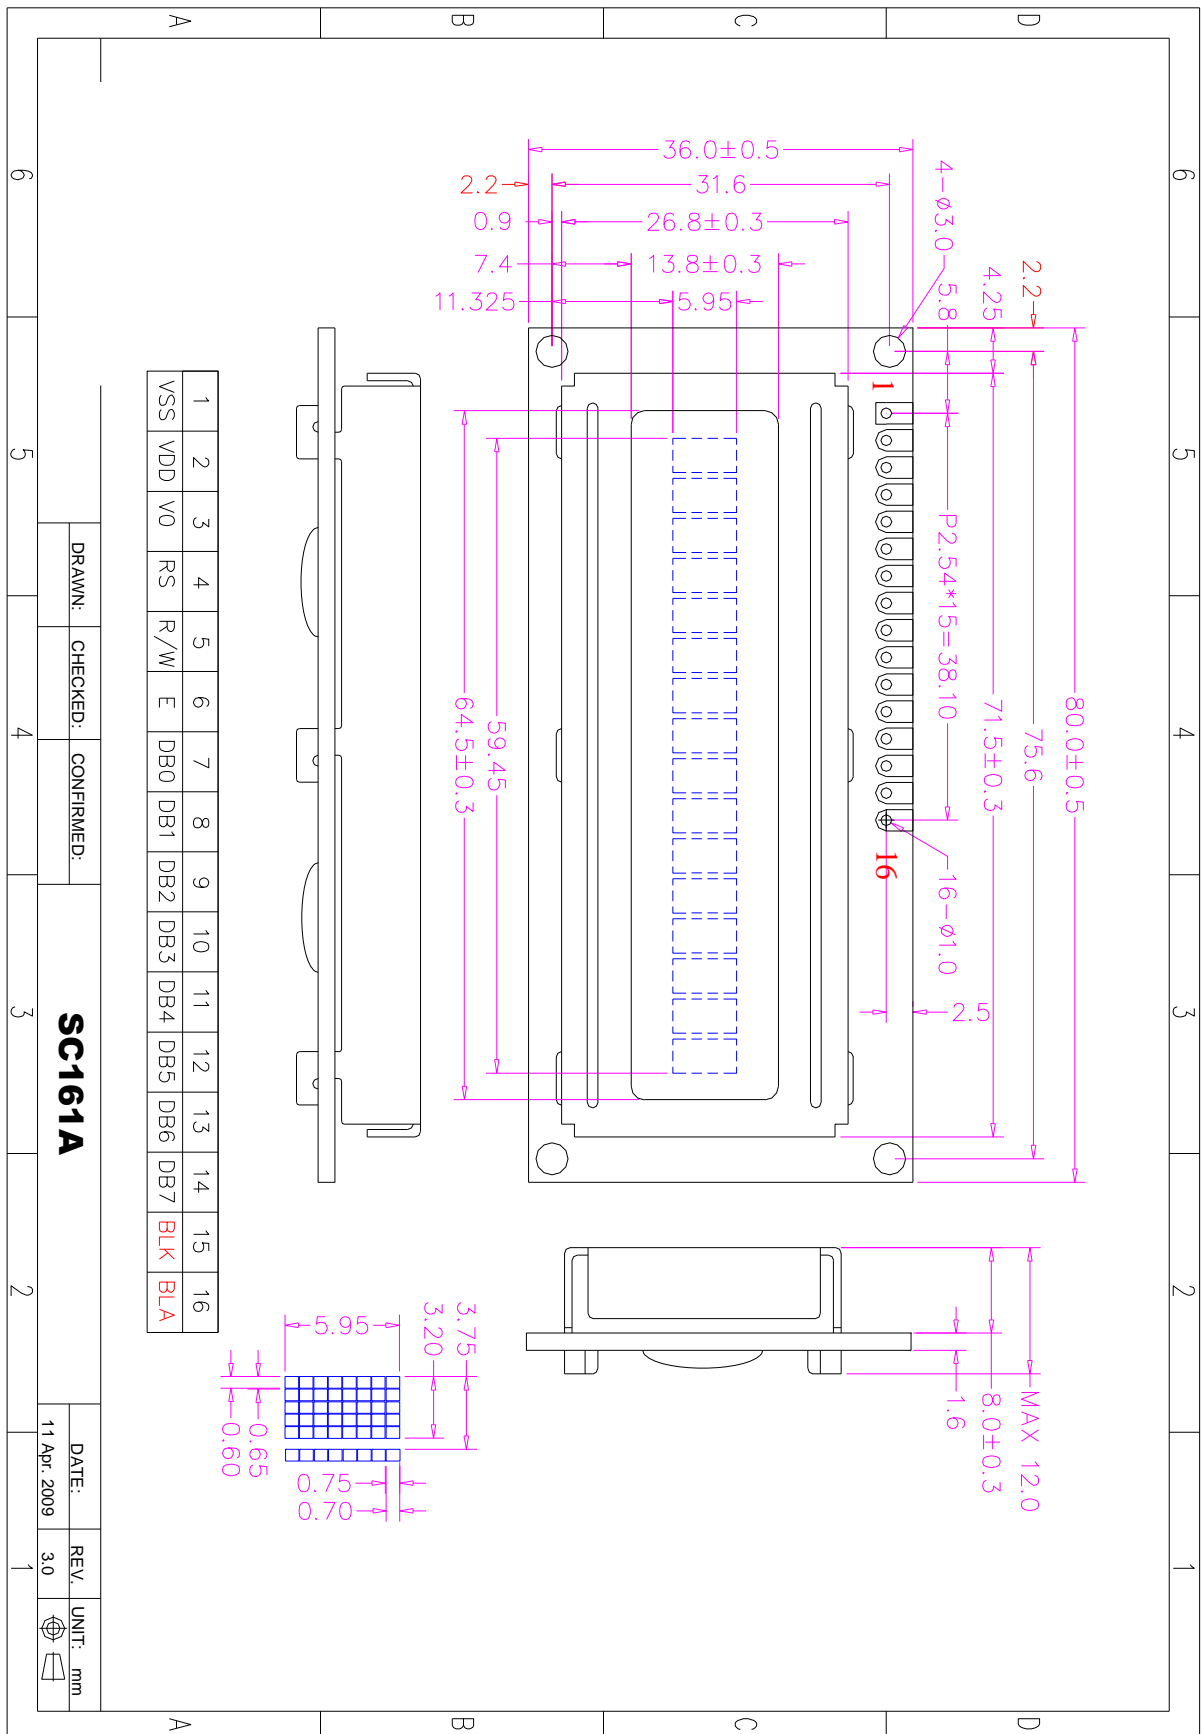 6
5
4
3
2
1
D
C
B
A
D
C
B
A
80.0±0.5
75.6
2.2
71.5±0.3
4.25
P2.54*15=38.10
5.8
4-Ø3.0
16-Ø1.0
2.5
1
16
36.0±0.5
31.6
2.2
26.8±0.3
0.9
13.8±0.3
7.4
5.95
11.325
59.45
64.5±0.3
MAX 12.0
8.0±0.3
1.6
3.75
3.20
5.95
0.65
0.60
0.75
0.70
1 2 3 4 5 6 7 8 9 10 11 12 13 14 15 16
VSS VDD V0 RS R/W E DB0 DB1 DB2 DB3 DB4 DB5 DB6 DB7 BLK BLA
DRAWN: CHECKED: CONFIRMED:
SC161A
DATE: REV. UNIT: mm
11 Apr. 2009 3.0
6
5
4
3
2
1